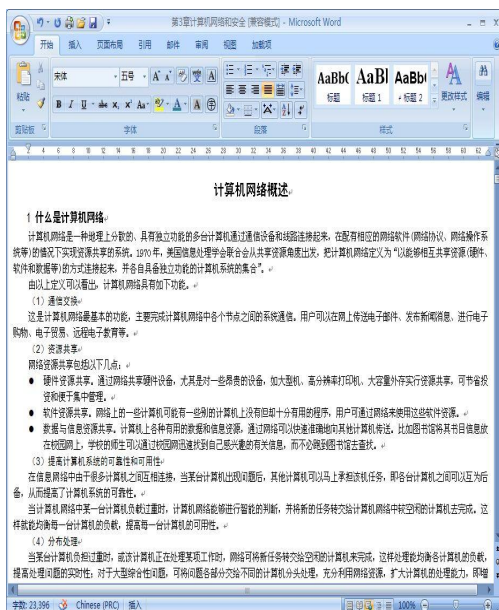 第3章计算机网络和安全 [兼容模式] - Microsoft Word
开始 插入 页面布局 引用 邮件 审阅 视图 加载项
宋体 五号
粘贴
AaBb( AaBl AaBb(
标题 标题 1 标题 2 更改样式 编辑
剪贴板 字体 段落 样式
2 4 6 8 10 12 14 16 18 20 22 24 26 28 30 32 34 36 38 40 42 44 46 48 50 52 54 56 58 60 62
计算机网络概述
1 什么是计算机网络
计算机网络是一种地理上分散的、具有独立功能的多台计算机通过通信设备和线路连接起来，在配有相应的网络软件(网络协议、网络操作系
统等)的情况下实现资源共享的系统。1970年，美国信息处理学会联合会从共享资源角度出发，把计算机网络定义为“以能够相互共享资源(硬件、
软件和数据等)的方式连接起来，并各自具备独立功能的计算机系统的集合”。
由以上定义可以看出，计算机网络具有如下功能。
（1）通信交换
这是计算机网络最基本的功能，主要完成计算机网络中各个节点之间的系统通信。用户可以在网上传送电子邮件、发布新闻消息、进行电子
购物、电子贸易、远程电子教育等。
（2）资源共享
网络资源共享包括以下几点：
● 硬件资源共享。通过网络共享硬件设备，尤其是对一些昂贵的设备，如大型机、高分辨率打印机、大容量外存实行资源共享，可节省投
资和便于集中管理。
● 软件资源共享。网络上的一些计算机可能有一些别的计算机上没有但却十分有用的程序，用户可通过网络来使用这些软件资源。
● 数据与信息资源共享。计算机上各种有用的数据和信息资源，通过网络可以快速准确地向其他计算机传送。比如图书馆将其书目信息放
在校园网上，学校的师生可以通过校园网迅速找到自己感兴趣的有关信息，而不必跑到图书馆去查找。
（3）提高计算机系统的可靠性和可用性
在信息网络中由于很多计算机之间互相连接，当某台计算机出现问题后，其他计算机可以马上承担该机任务，即各台计算机之间可以互为后
备，从而提高了计算机系统的可靠性。
当计算机网络中某一台计算机负载过重时，计算机网络能够进行智能的判断，并将新的任务转交给计算机网络中较空闲的计算机去完成。这
样就能均衡每一台计算机的负载，提高每一台计算机的可用性。
（4）分布处理
当某台计算机负担过重时，或该计算机正在处理某项工作时，网络可将新任务转交给空闲的计算机来完成，这样处理能均衡各计算机的负载，
提高处理问题的实时性；对于大型综合性问题，可将问题各部分交给不同的计算机分头处理，充分利用网络资源，扩大计算机的处理能力，即增
字数: 23,396 Chinese (PRC) 插入 100%